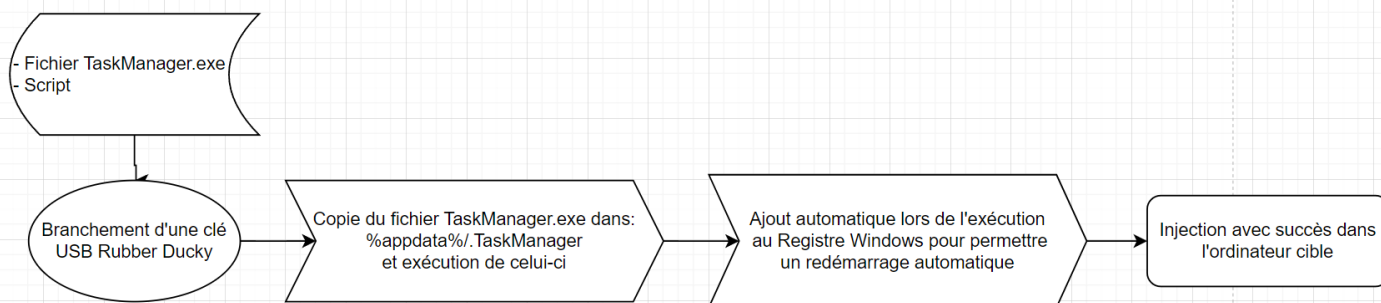 - Fichier TaskManager.exe
- Script
Branchement d'une clé
USB Rubber Ducky
Copie du fichier TaskManager.exe dans:
%appdata%/.TaskManager
et exécution de celui-ci
Ajout automatique lors de l'exécution
au Registre Windows pour permettre
un redémarrage automatique
Injection avec succès dans
l'ordinateur cible